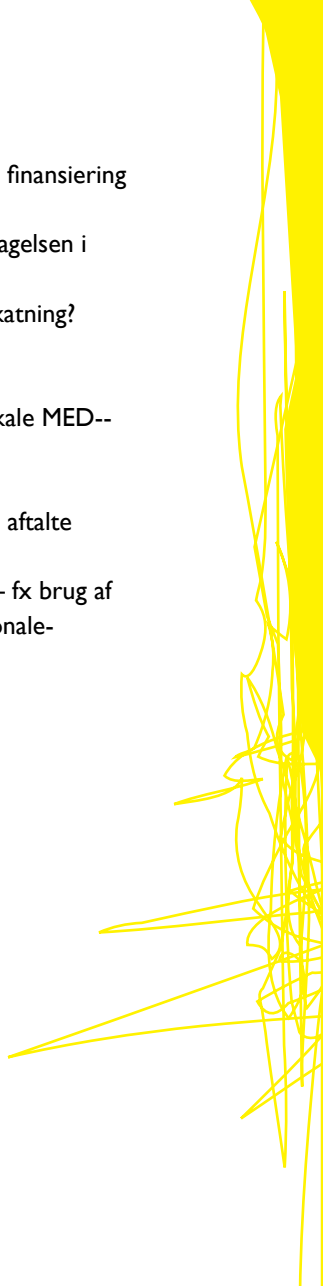 finansiering
agelsen i
katning?
kale MED--
aftalte
– fx brug af
onale-